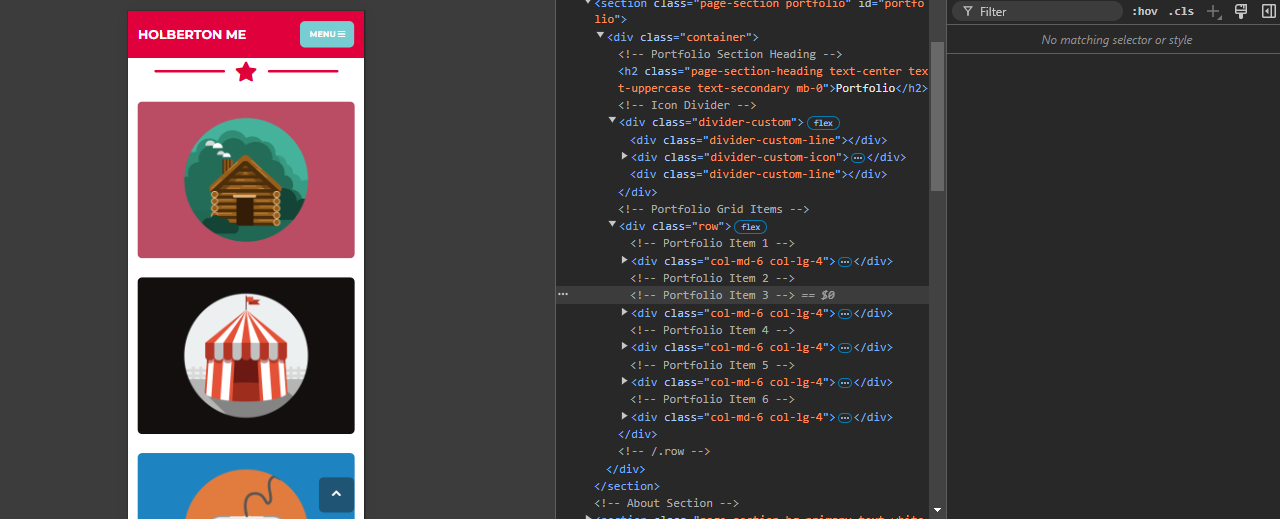 HOLBERTON ME
MENU
<section class="page-section portfolio" id="portfo
lio">
<div class="container">
<!-- Portfolio Section Heading -->
<h2 class="page-section-heading text-center tex
t-uppercase text-secondary mb-0">Portfolio</h2>
<!-- Icon Divider -->
<div class="divider-custom"> flex
<div class="divider-custom-line"></div>
<div class="divider-custom-icon"> ⋯ </div>
<div class="divider-custom-line"></div>
</div>
<!-- Portfolio Grid Items -->
<div class="row"> flex
<!-- Portfolio Item 1 -->
<div class="col-md-6 col-lg-4"> ⋯ </div>
<!-- Portfolio Item 2 -->
<!-- Portfolio Item 3 --> == $0
<div class="col-md-6 col-lg-4"> ⋯ </div>
<!-- Portfolio Item 4 -->
<div class="col-md-6 col-lg-4"> ⋯ </div>
<!-- Portfolio Item 5 -->
<div class="col-md-6 col-lg-4"> ⋯ </div>
<!-- Portfolio Item 6 -->
<div class="col-md-6 col-lg-4"> ⋯ </div>
</div>
<!-- /.row -->
</div>
</section>
<!-- About Section -->
Filter
:hov .cls
No matching selector or style